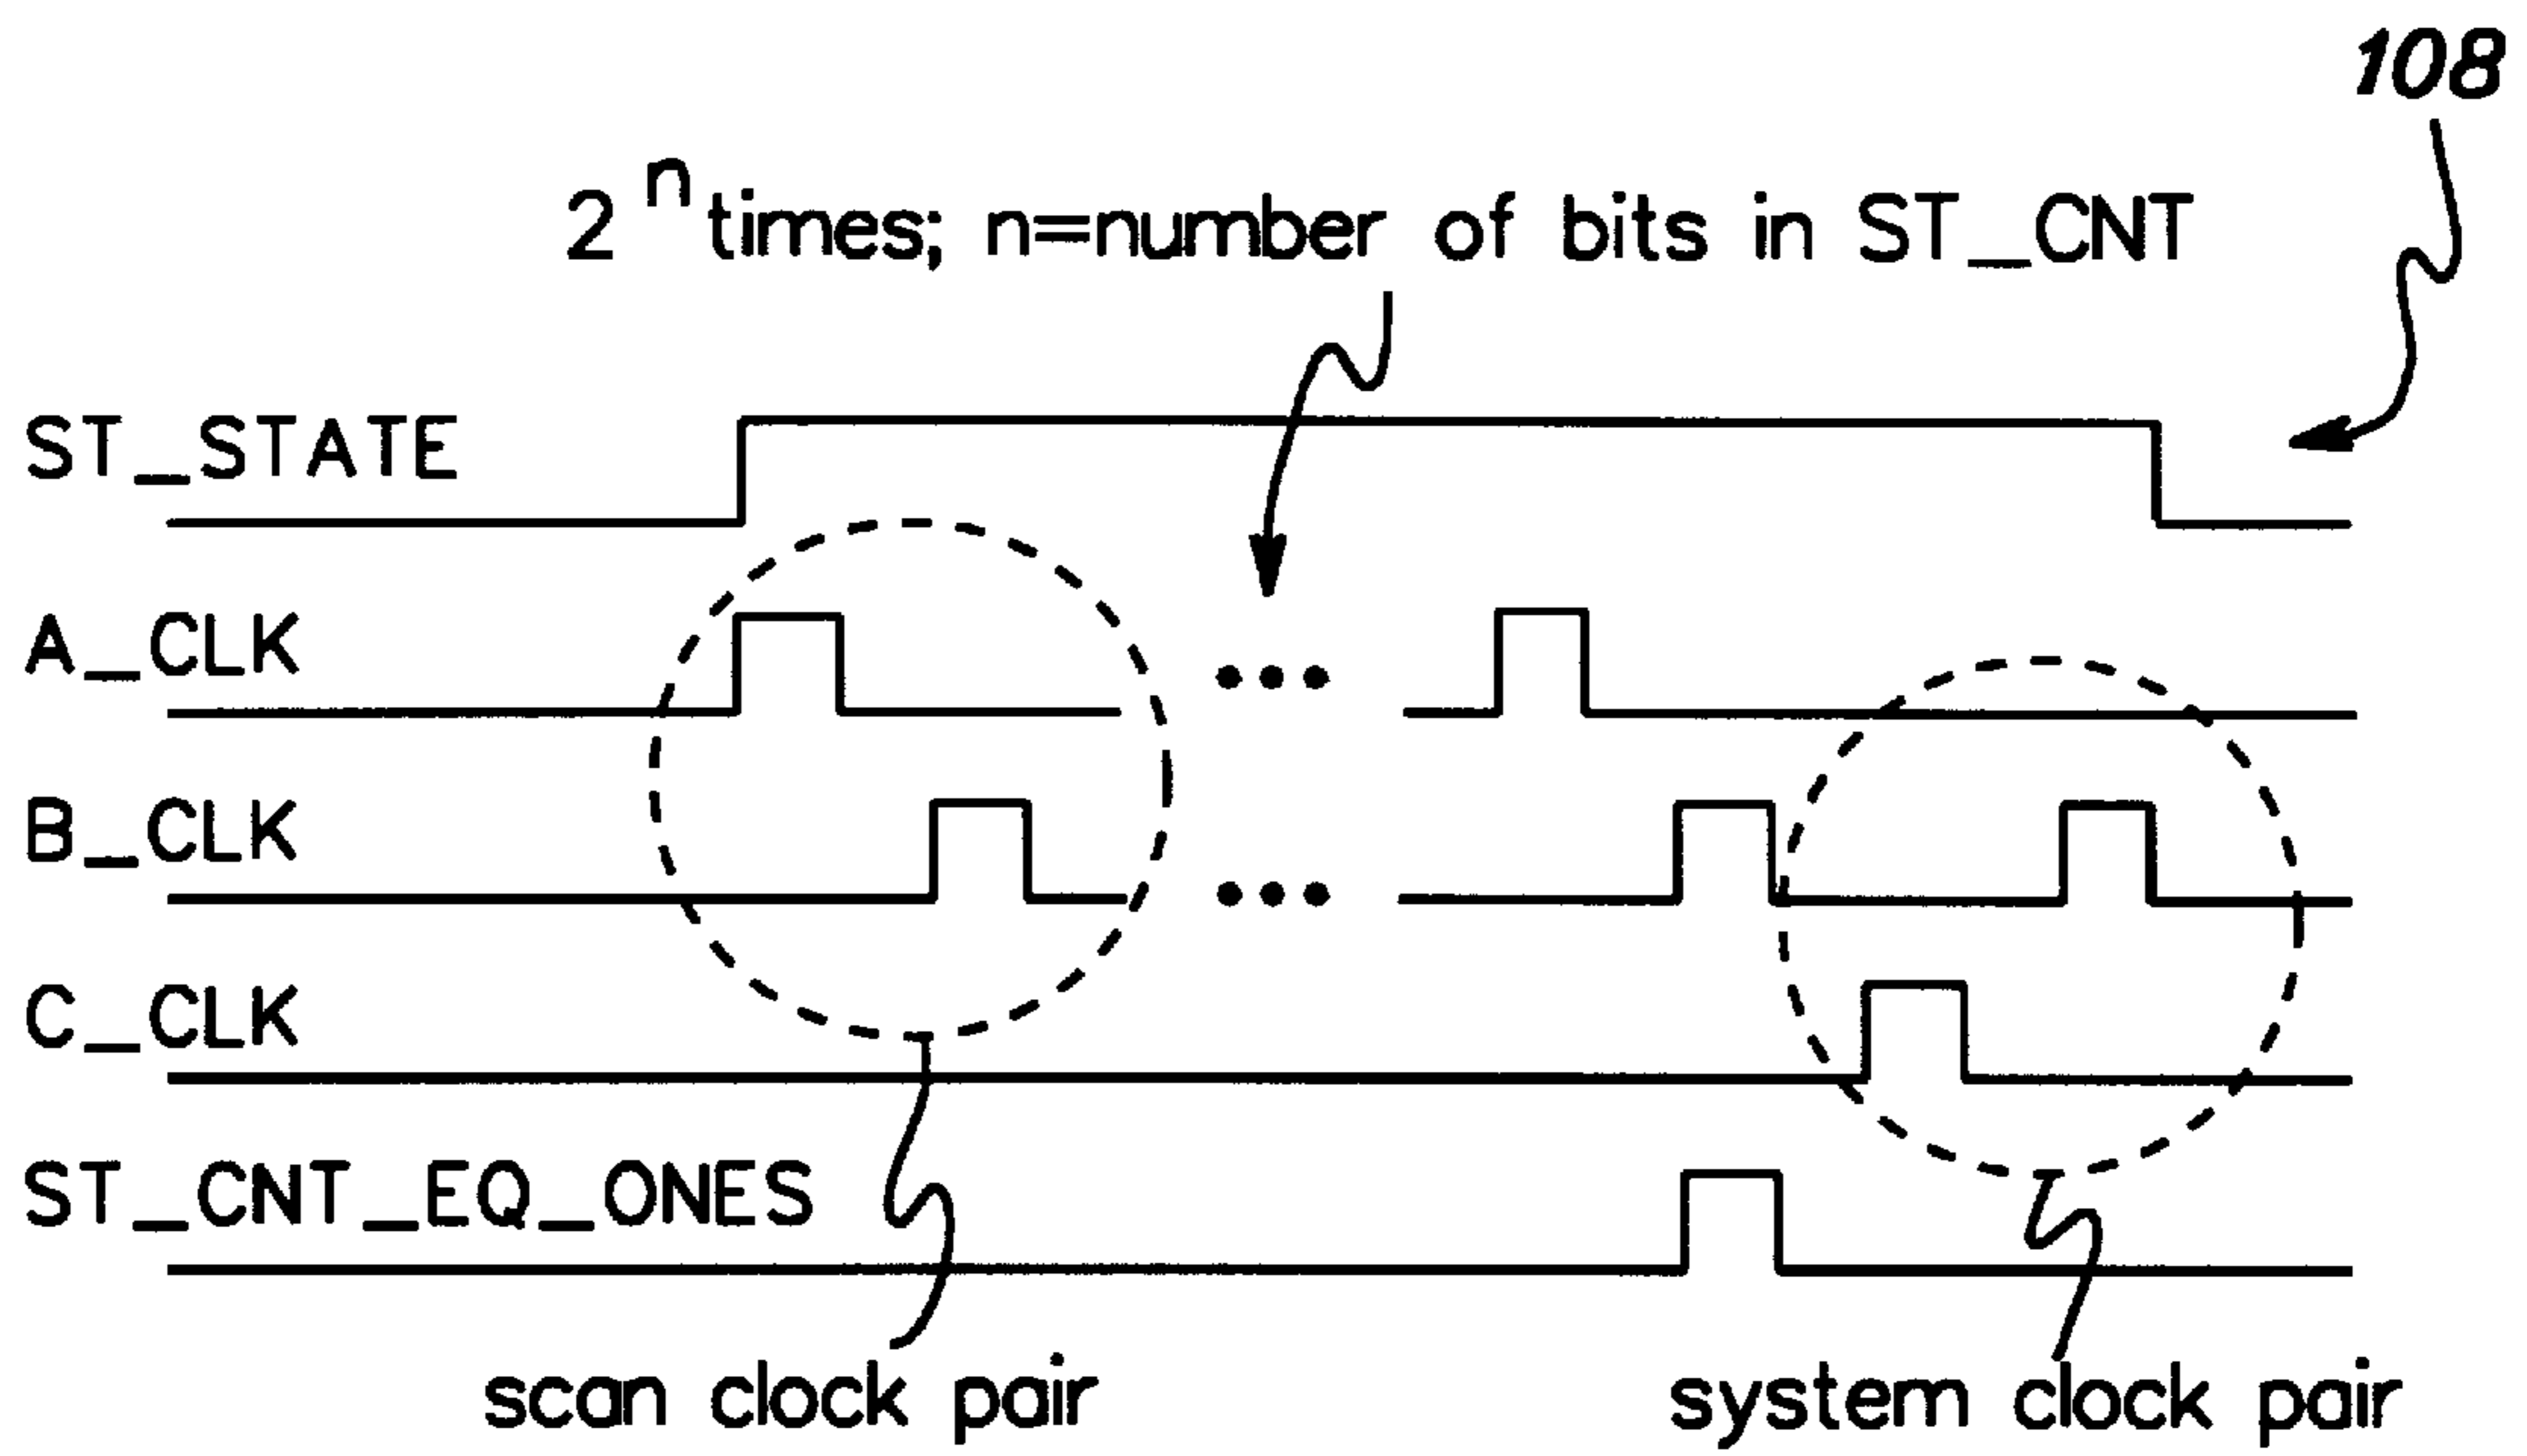 108
2^n times; n=number of bits in ST_CNT
ST_STATE
A_CLK
B_CLK
C_CLK
ST_CNT_EQ_ONES
scan clock pair
system clock pair